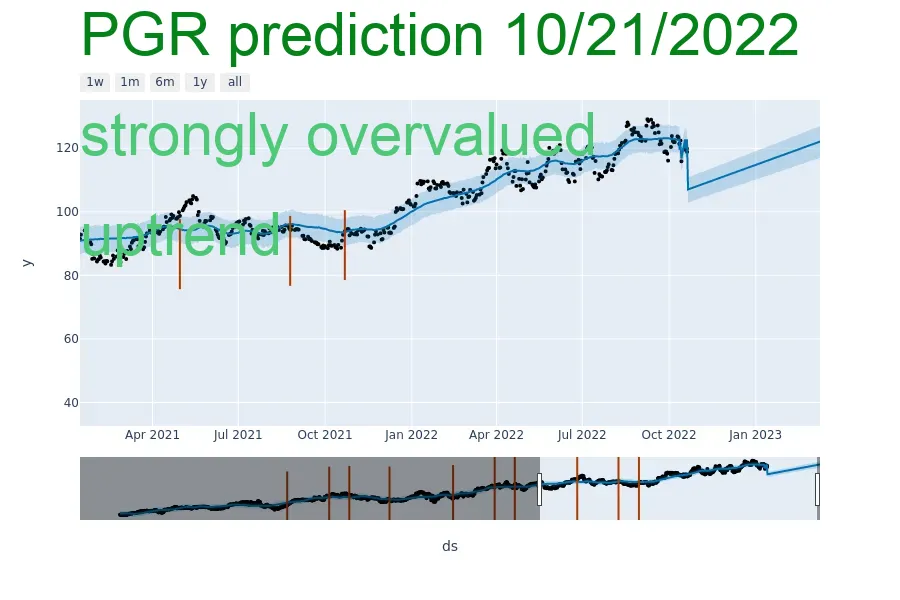 PGR prediction 10/21/2022
1w 1m 6m 1y all
strongly overvalued
120
100
uptrend
y
80
60
40
Apr 2021 Jul 2021 Oct 2021 Jan 2022 Apr 2022 Jul 2022 Oct 2022 Jan 2023
ds